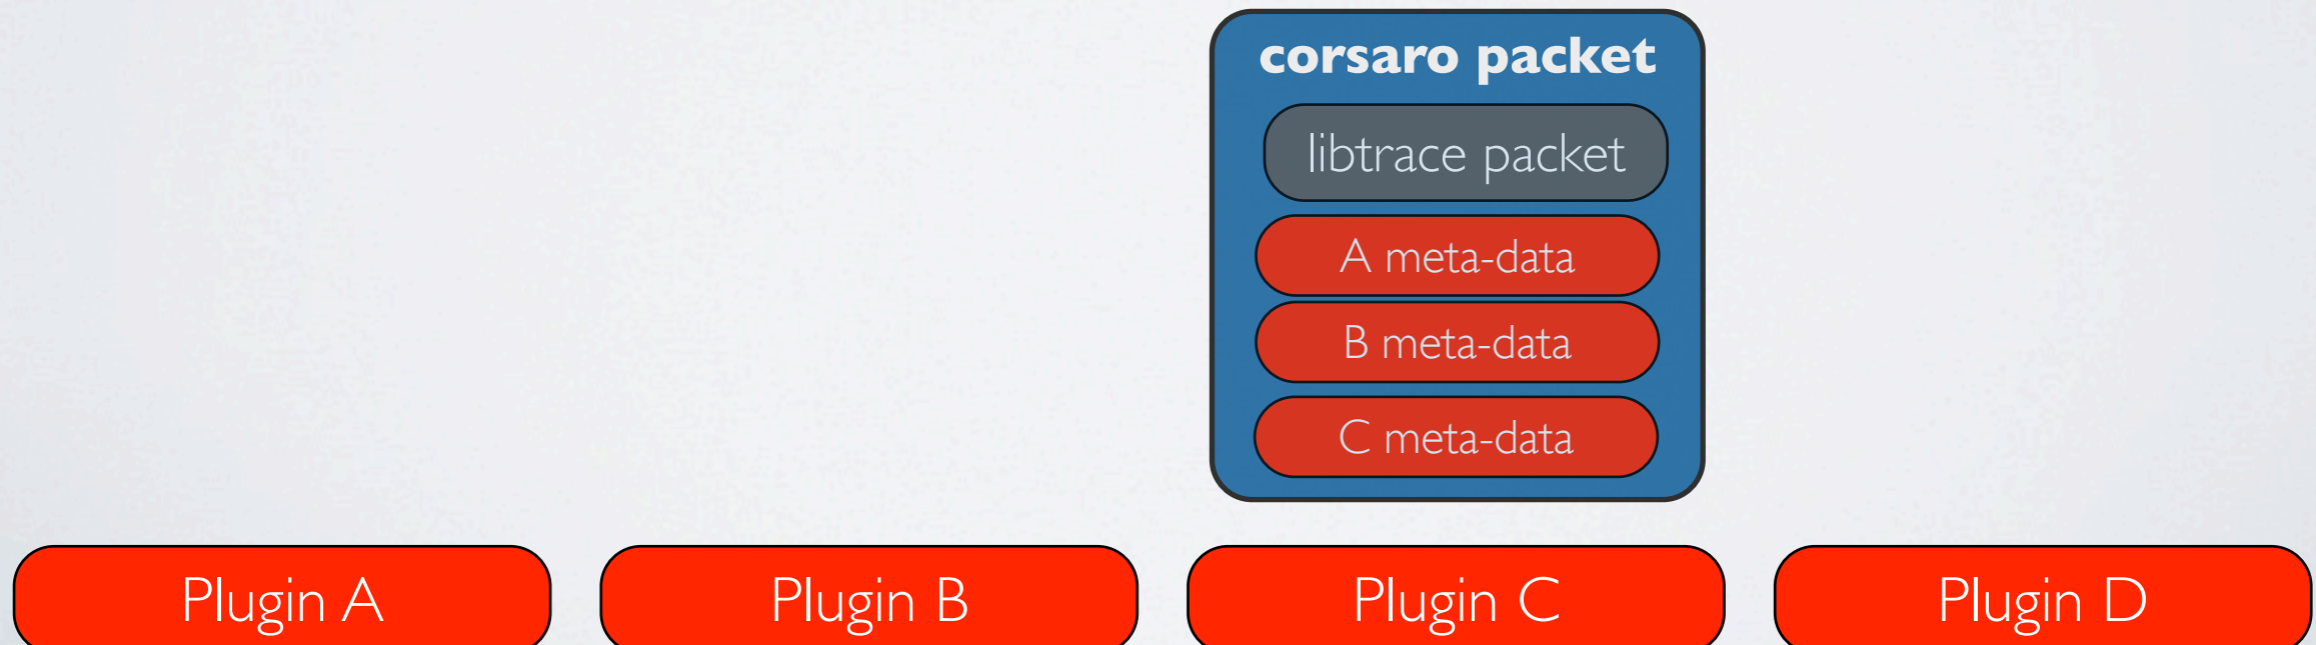 corsaro packet
libtrace packet
A meta-data
B meta-data
C meta-data
Plugin A
Plugin B
Plugin C
Plugin D